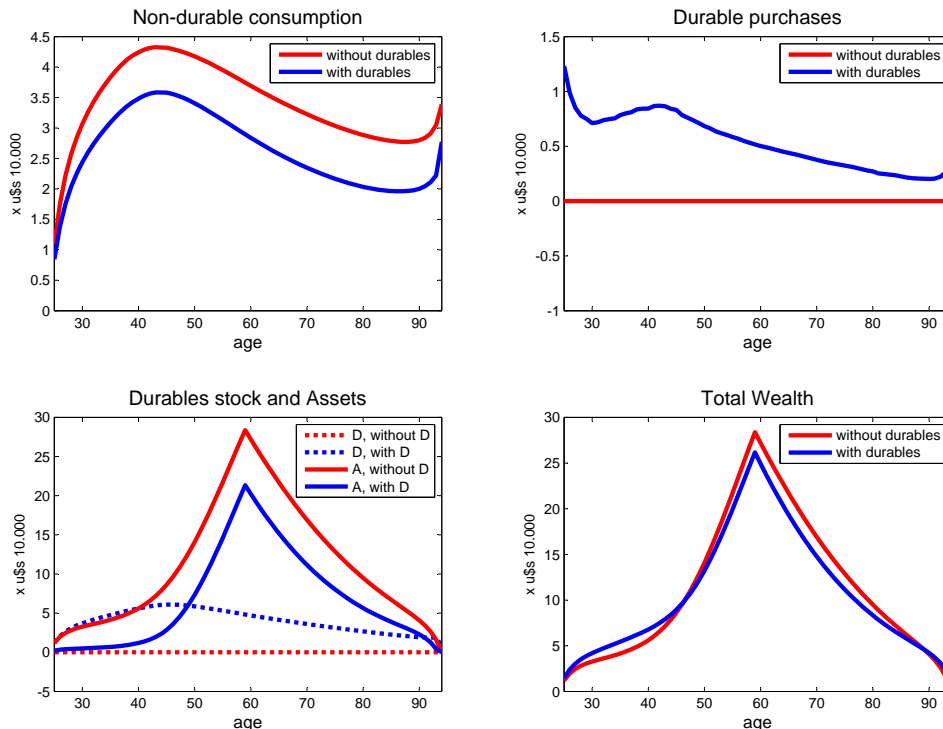 Non-durable consumption
4.5
4
3.5
3
2.5
2
1.5
1
0.5
0
x u$s 10.000
without durables
with durables
30 40 50 60 70 80 90
age
Durable purchases
1.5
1
0.5
0
-0.5
-1
x u$s 10.000
without durables
with durables
30 40 50 60 70 80 90
age
Durables stock and Assets
30
25
20
15
10
5
0
-5
x u$s 10.000
D, without D
D, with D
A, without D
A, with D
30 40 50 60 70 80 90
age
Total Wealth
30
25
20
15
10
5
0
x u$s 10.000
without durables
with durables
30 40 50 60 70 80 90
age